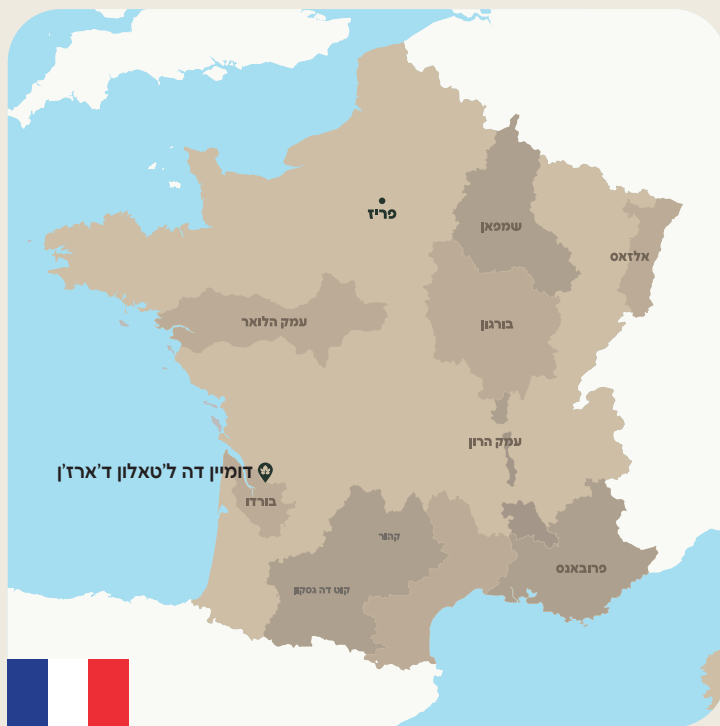 פריז
שמפאן
אלזאס
עמק הלואר
בורגון
עמק הרון
דומיין דה ל'טאלון ד'ארז'ן
בורדו
קהור
פרובאנס
קוט דה גסקון